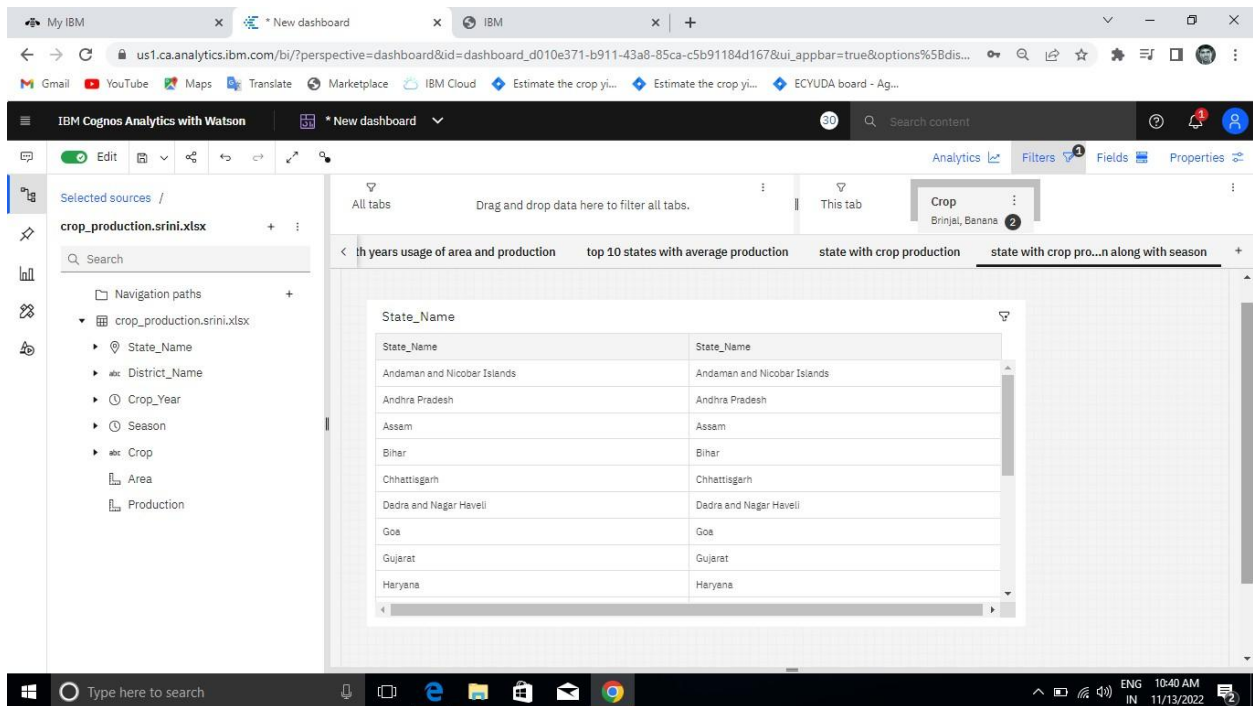 My IBM
* New dashboard
IBM
us1.ca.analytics.ibm.com/bi/?perspective=dashboard&id=dashboard_d010e371-b911-43a8-85ca-c5b91184d167&ui_appbar=true&options%5Bdis...
Gmail YouTube Maps Translate Marketplace IBM Cloud Estimate the crop yi... Estimate the crop yi... ECYUDA board - Ag...
IBM Cognos Analytics with Watson * New dashboard 30 Search content 1
Edit Analytics Filters 1 Fields Properties
Selected sources /
crop_production.srini.xlsx
Search
Navigation paths
crop_production.srini.xlsx
State_Name
abc District_Name
Crop_Year
Season
abc Crop
Area
Production
All tabs Drag and drop data here to filter all tabs.
This tab
Crop
Brinjal, Banana 2
th years usage of area and production top 10 states with average production state with crop production state with crop pro...n along with season
State_Name
State_Name State_Name
Andaman and Nicobar Islands Andaman and Nicobar Islands
Andhra Pradesh Andhra Pradesh
Assam Assam
Bihar Bihar
Chhattisgarh Chhattisgarh
Dadra and Nagar Haveli Dadra and Nagar Haveli
Goa Goa
Gujarat Gujarat
Haryana Haryana
Type here to search
ENG 10:40 AM
IN 11/13/2022 2